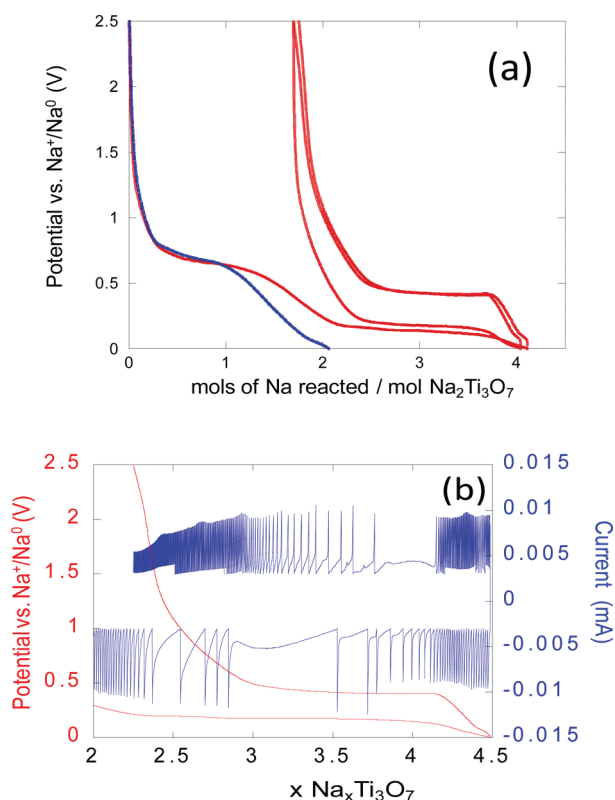 (a)
Potential vs. Na⁺/Na⁰ (V)
2.5
2
1.5
1
0.5
0
0 1 2 3 4
mols of Na reacted / mol Na₂Ti₃O₇
(b)
Potential vs. Na⁺/Na⁰ (V)
2.5
2
1.5
1
0.5
0
0.015
0.01
0.005
0
-0.005
-0.01
-0.015
Current (mA)
2 2.5 3 3.5 4 4.5
x NaₓTi₃O₇